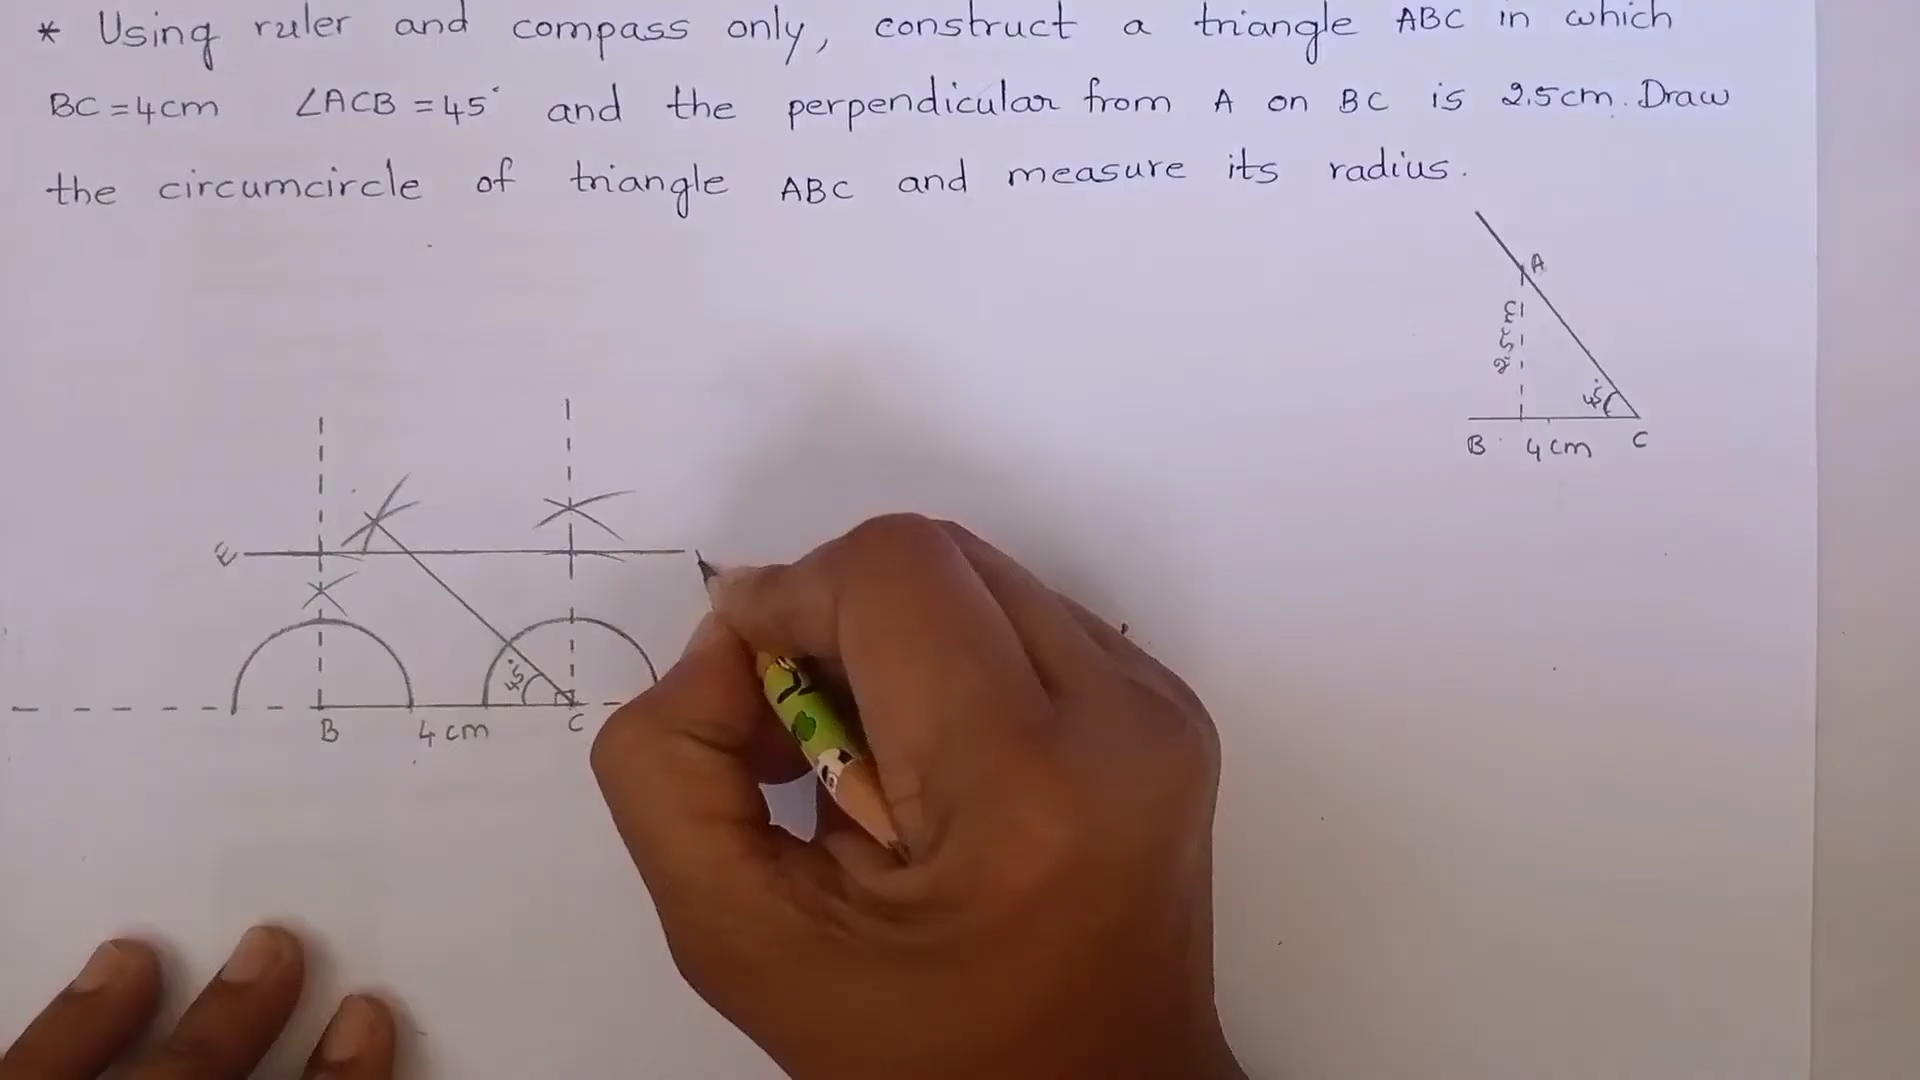 * Using ruler and compass only, construct a triangle ABC in which
BC = 4cm ∠ACB = 45° and the perpendicular from A on BC is 2.5cm. Draw
the circumcircle of triangle ABC and measure its radius.
A
2.5cm
45°
B 4cm C
E
45°
B 4cm C